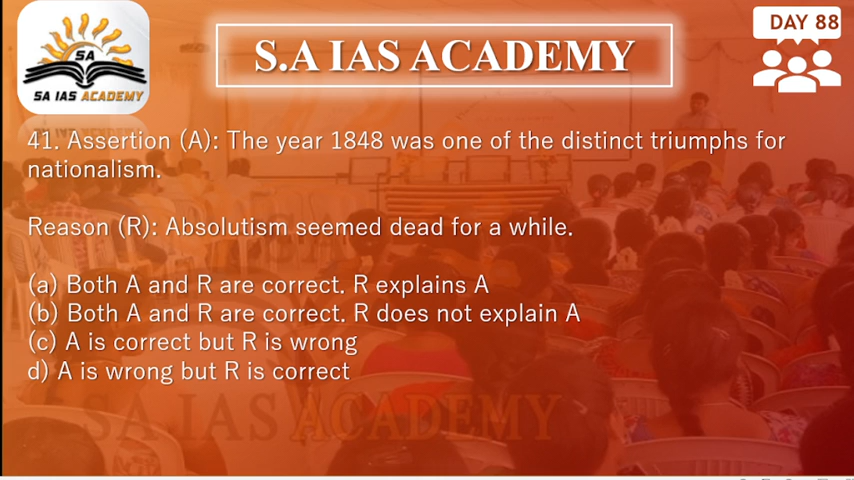 SA
SA IAS ACADEMY
S.A IAS ACADEMY
DAY 88
41. Assertion (A): The year 1848 was one of the distinct triumphs for
nationalism.
Reason (R): Absolutism seemed dead for a while.
(a) Both A and R are correct. R explains A
(b) Both A and R are correct. R does not explain A
(c) A is correct but R is wrong
d) A is wrong but R is correct
SA IAS ACADEMY